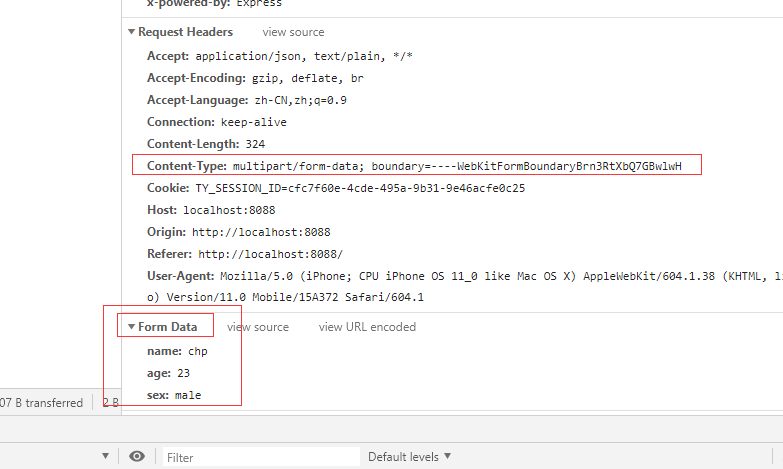 x-powered-by: Express
Request Headers view source
Accept: application/json, text/plain, */*
Accept-Encoding: gzip, deflate, br
Accept-Language: zh-CN,zh;q=0.9
Connection: keep-alive
Content-Length: 324
Content-Type: multipart/form-data; boundary=----WebKitFormBoundaryBrn3RtXbQ7GBwlwH
Cookie: TY_SESSION_ID=cfc7f60e-4cde-495a-9b31-9e46acfe0c25
Host: localhost:8088
Origin: http://localhost:8088
Referer: http://localhost:8088/
User-Agent: Mozilla/5.0 (iPhone; CPU iPhone OS 11_0 like Mac OS X) AppleWebKit/604.1.38 (KHTML, li
o) Version/11.0 Mobile/15A372 Safari/604.1
Form Data view source view URL encoded
name: chp
age: 23
sex: male
07 B transferred 2 B
Filter Default levels